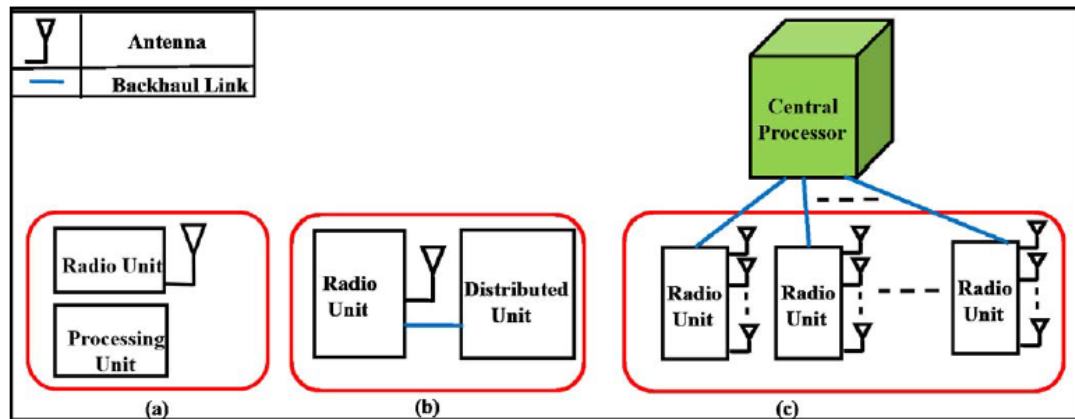 Antenna
Backhaul Link
Central
Processor
Radio Unit
Processing
Unit
Radio
Unit
Distributed
Unit
Radio
Unit
Radio
Unit
Radio
Unit
(a)
(b)
(c)